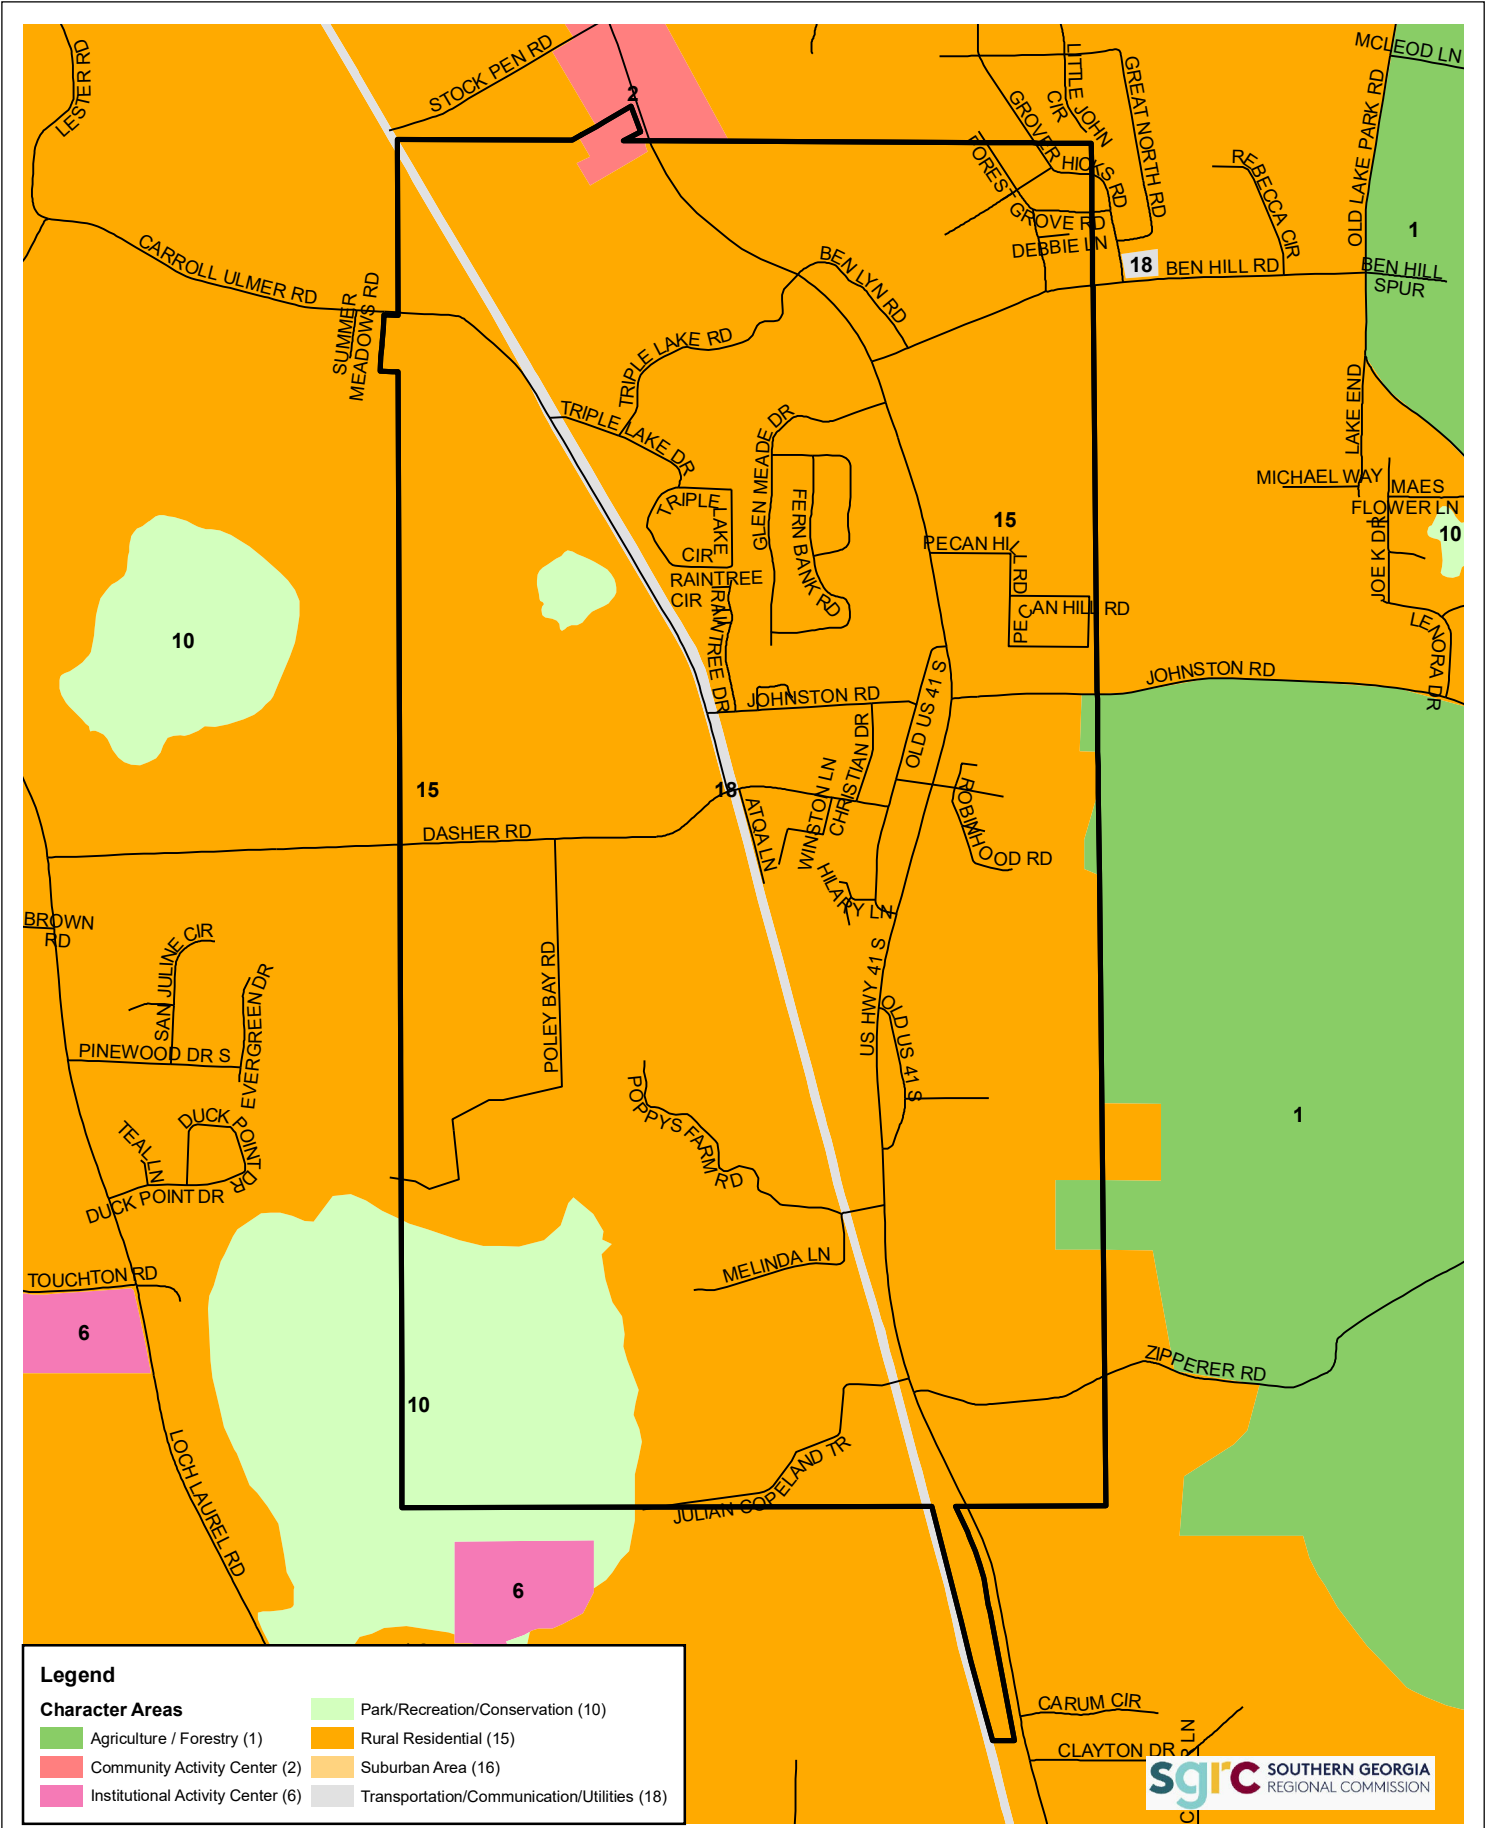 LESTER RD
STOCK PEN RD
2
LITTLE JOHN
CIR
GREAT NORTH RD
GROVER HICKS RD
FOREST GROVE RD
DEBBIE LN
REBECCA CIR
OLD LAKE PARK RD
MCLEOD LN
1
18
BEN HILL RD
BEN HILL
SPUR
CARROLL ULMER RD
SUMMER
MEADOWS RD
BEN LYN RD
TRIPLE LAKE RD
TRIPLE LAKE DR
GLEN MEADE DR
FERN BANK RD
TRIPLE
LAKE
CIR
RAINTREE
CIR
RAINTREE DR
LAKE END
MICHAEL WAY
MAES
FLOWER LN
10
JOE K DR
LENORA DR
15
PECAN HILL RD
PECAN HILL RD
10
JOHNSTON RD
JOHNSTON RD
OLD US 41 S
CHRISTIAN DR
WINSTON LN
15
18
ATQA LN
DASHER RD
ROBINHOOD RD
HILARY LN
BROWN
RD
SAN JULINE CIR
EVERGREEN DR
PINEWOOD DR S
POLEY BAY RD
US HWY 41 S
OLD US 41 S
POPPYS FARM RD
1
TEAL LN
DUCK POINT DR
DUCK POINT DR
MELINDA LN
TOUCHTON RD
6
ZIPPERER RD
10
LOCH LAUREL RD
JULIAN COPELAND TR
6
CARUM CIR
CLAYTON DR
Legend
Character Areas
Agriculture / Forestry (1)
Community Activity Center (2)
Institutional Activity Center (6)
Park/Recreation/Conservation (10)
Rural Residential (15)
Suburban Area (16)
Transportation/Communication/Utilities (18)
sgrc SOUTHERN GEORGIA
REGIONAL COMMISSION